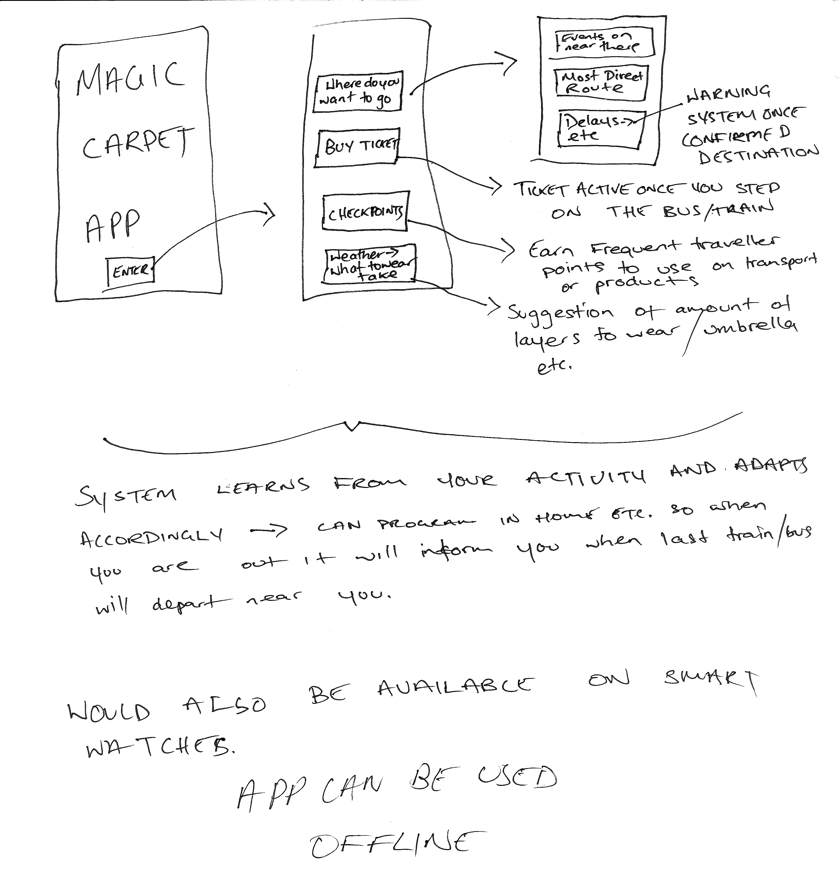 MAGIC
CARPET
APP
ENTER
Where do you
want to go
BUY TICKET
CHECKPOINTS
Weather→
What to wear
take
Events on
near there
Most Direct
Route
Delays→
etc
WARNING
SYSTEM ONCE
CONFIRMED
DESTINATION
TICKET ACTIVE ONCE YOU STEP
ON THE BUS/TRAIN
Earn Frequent traveller
points to use on transport
or products
Suggestion of amount of
layers to wear/umbrella
etc.
SYSTEM LEARNS FROM YOUR ACTIVITY AND ADAPTS
ACCORDINGLY → CAN PROGRAM IN HOME ETC. SO when
you are out it will inform you when last train/bus
will depart near you.
WOULD ALSO BE AVAILABLE ON SMART
WATCHES.
APP CAN BE USED
OFFLINE